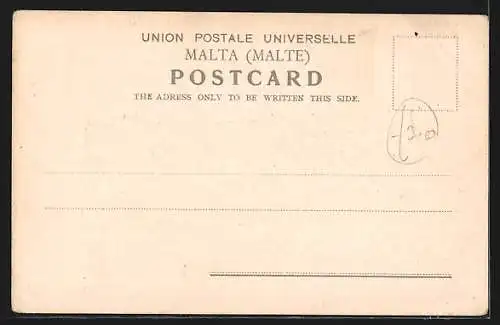 UNION POSTALE UNIVERSELLE
MALTA (MALTE)
POSTCARD
THE ADRESS ONLY TO BE WRITTEN THIS SIDE.